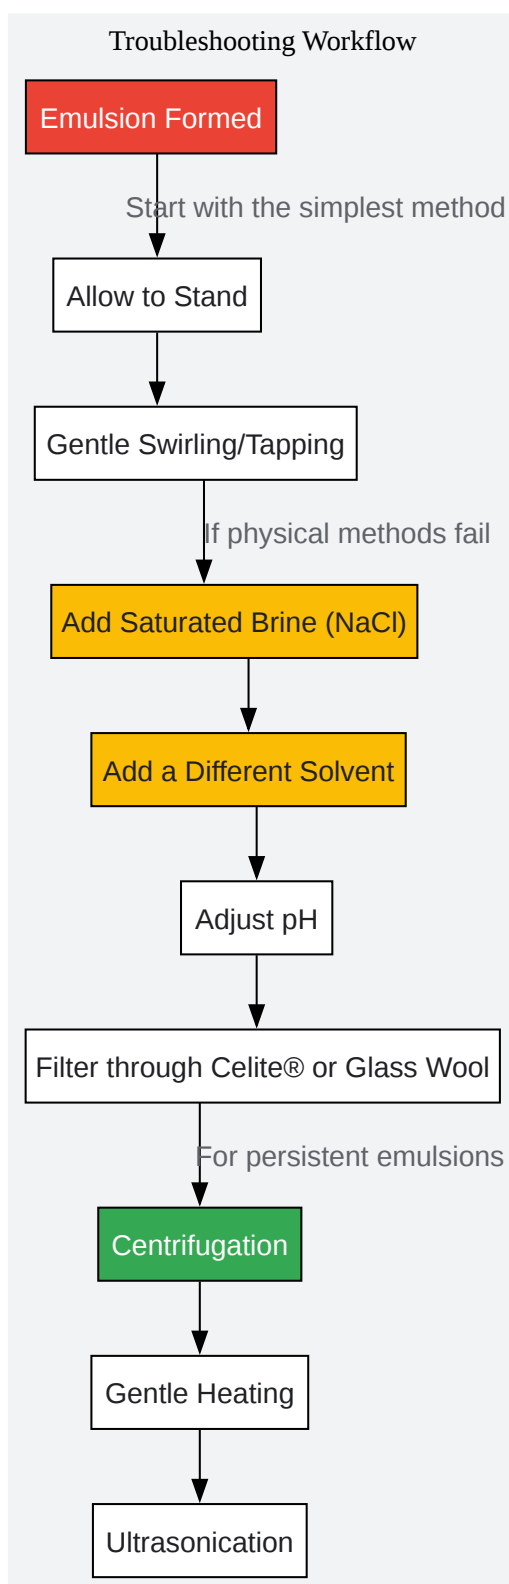 Troubleshooting Workflow
Emulsion Formed
Start with the simplest method
Allow to Stand
Gentle Swirling/Tapping
If physical methods fail
Add Saturated Brine (NaCl)
Add a Different Solvent
Adjust pH
Filter through Celite® or Glass Wool
For persistent emulsions
Centrifugation
Gentle Heating
Ultrasonication